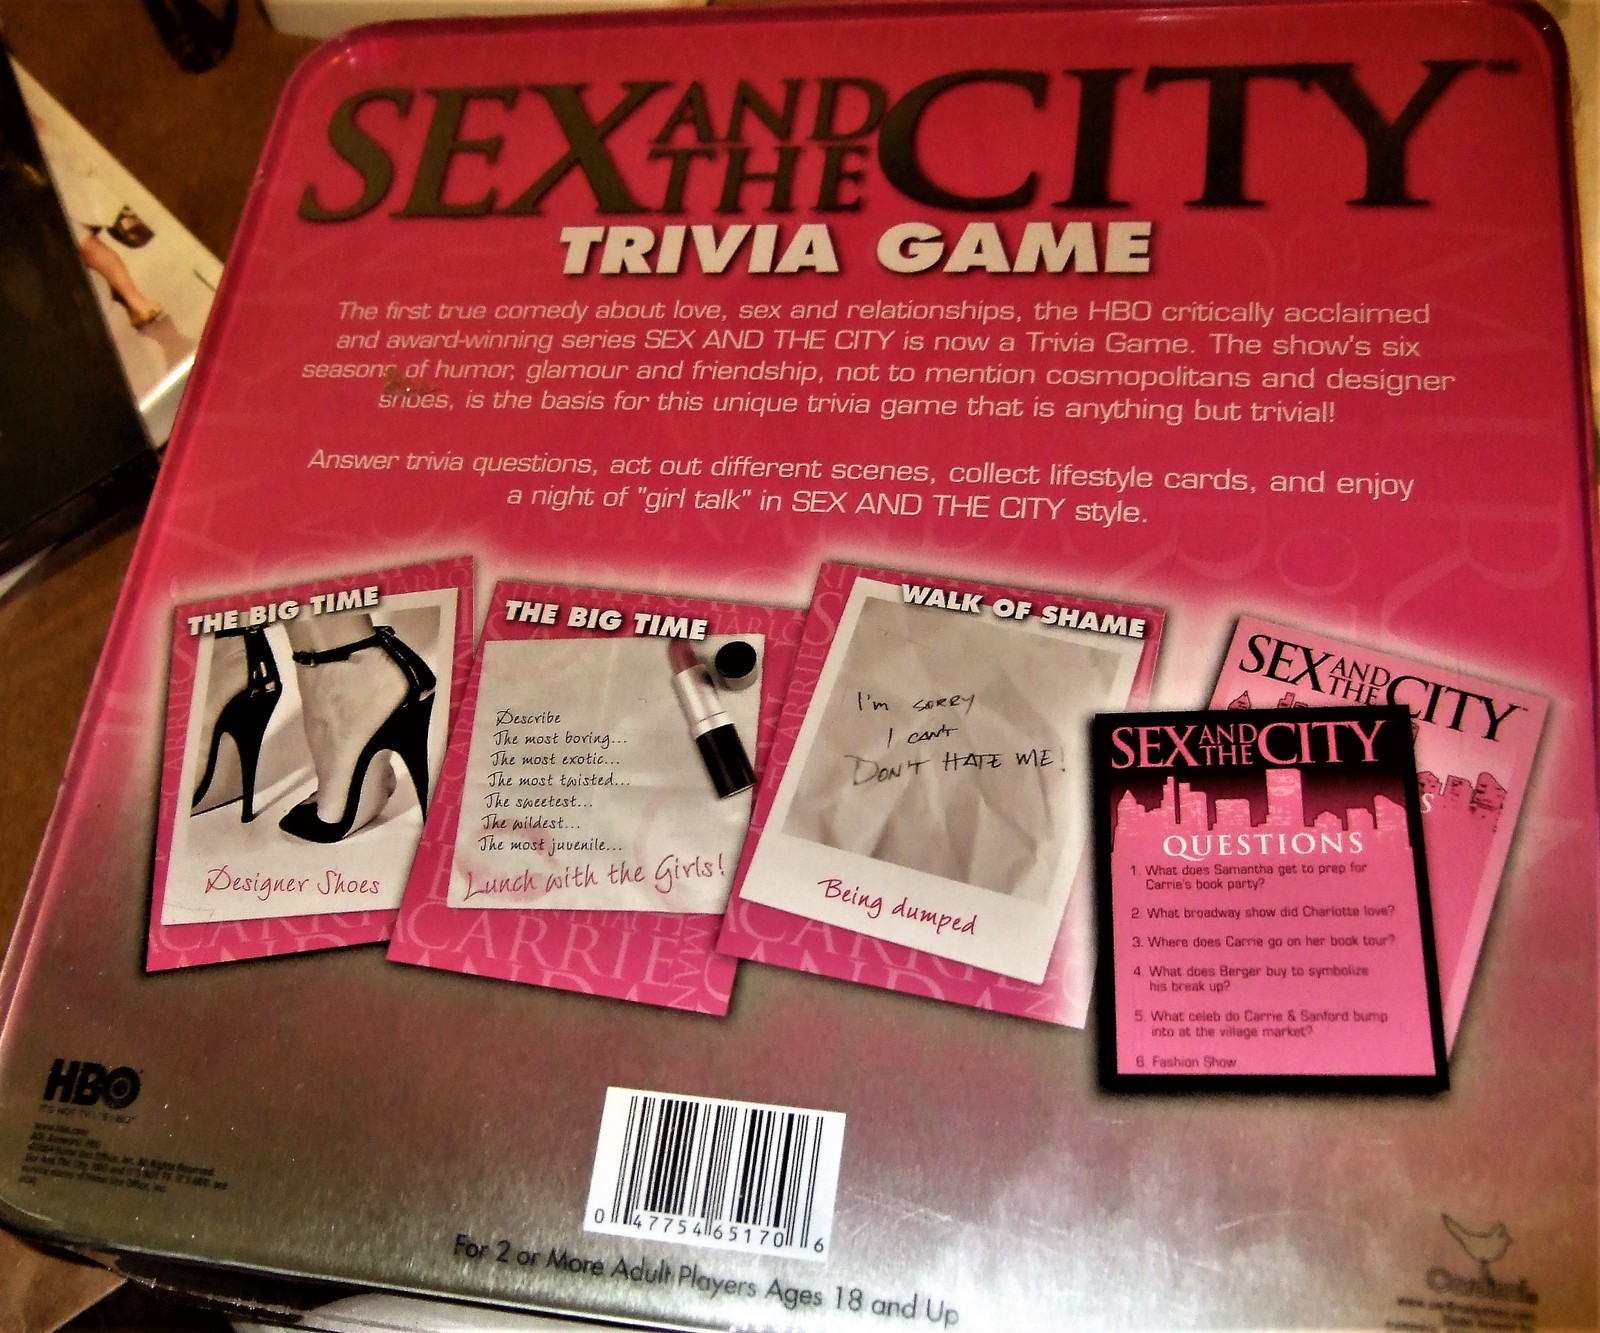 SEX AND THE CITY™
TRIVIA GAME
The first true comedy about love, sex and relationships, the HBO critically acclaimed
and award-winning series SEX AND THE CITY is now a Trivia Game. The show's six
seasons of humor, glamour and friendship, not to mention cosmopolitans and designer
shoes, is the basis for this unique trivia game that is anything but trivial!
Answer trivia questions, act out different scenes, collect lifestyle cards, and enjoy
a night of "girl talk" in SEX AND THE CITY style.
THE BIG TIME
Designer Shoes
THE BIG TIME
Describe
The most boring...
The most exotic...
The most twisted...
The sweetest...
The wildest...
The most juvenile...
Lunch with the Girls!
CARRIE
WALK OF SHAME
I'm SORRY
I CAN'T
DON'T HATE ME!
Being dumped
SEX AND THE CITY
SEX AND THE CITY
QUESTIONS
1. What does Samantha get to prep for
Carrie's book party?
2. What broadway show did Charlotte love?
3. Where does Carrie go on her book tour?
4. What does Berger buy to symbolize
his break up?
5. What celeb do Carrie & Sanford bump
into at the village market?
6. Fashion Show
HBO
0 47754 65170 6
For 2 or More Adult Players Ages 18 and Up